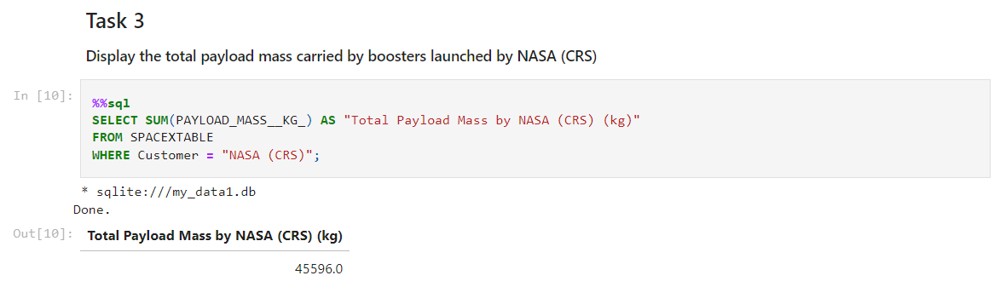 Task 3
Display the total payload mass carried by boosters launched by NASA (CRS)
In [10]:
%%sql
SELECT SUM(PAYLOAD_MASS__KG_) AS "Total Payload Mass by NASA (CRS) (kg)"
FROM SPACEXTABLE
WHERE Customer = "NASA (CRS)";
* sqlite:///my_data1.db
Done.
Out[10]:
Total Payload Mass by NASA (CRS) (kg)
45596.0